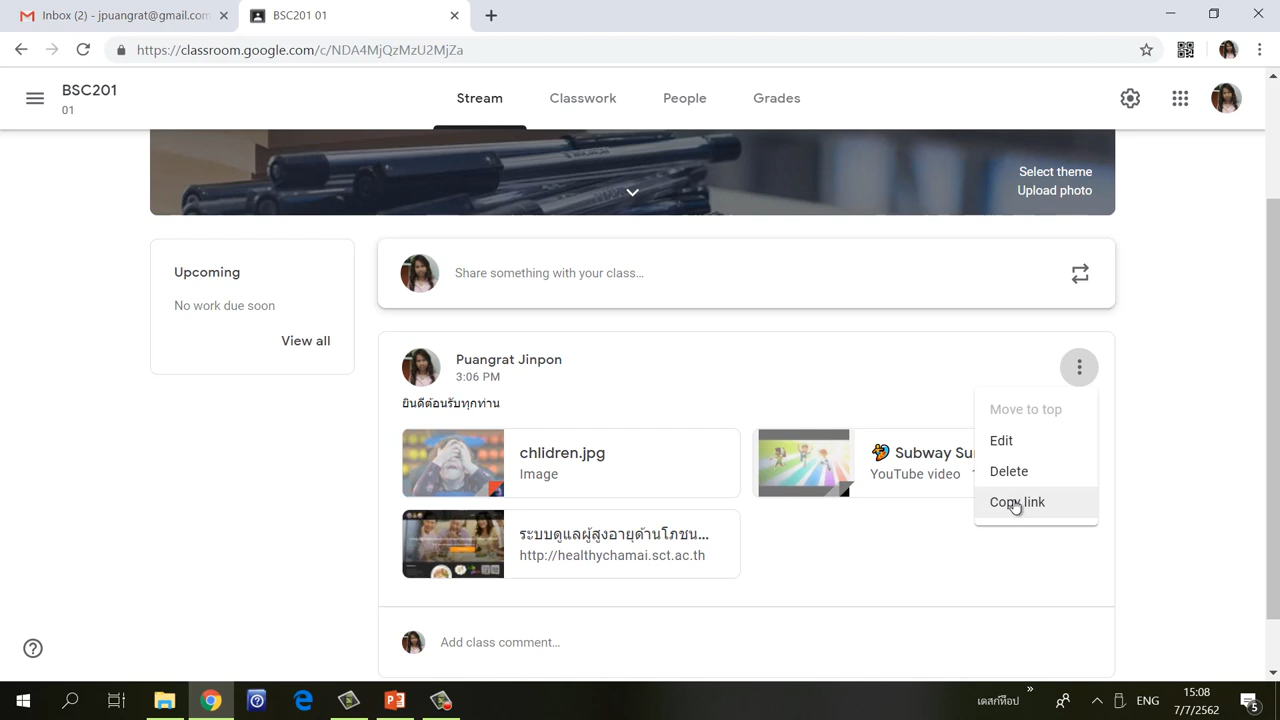 Inbox (2) - jpuangrat@gmail.com
BSC201 01
https://classroom.google.com/c/NDA4MjQzMzU2MjZa
BSC201
01
Stream
Classwork
People
Grades
Select theme
Upload photo
Upcoming
No work due soon
View all
Share something with your class...
Puangrat Jinpon
3:06 PM
ยินดีต้อนรับทุกท่าน
Move to top
Edit
Delete
Copy link
chlidren.jpg
Image
Subway Su
YouTube video
ระบบดูแลผู้สูงอายุด้านโภชน...
http://healthychamai.sct.ac.th
Add class comment...
เดสก์ท็อป
ENG
15:08
7/7/2562
5